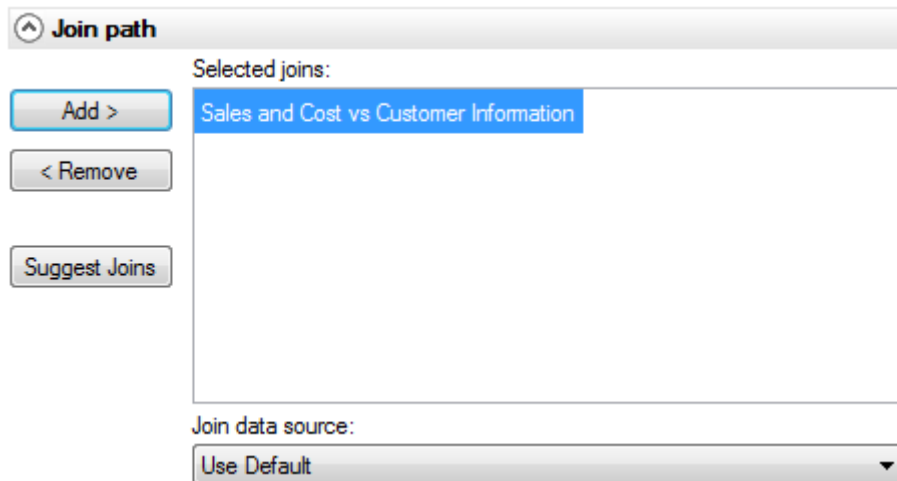 Join path
Selected joins:
Add >
Sales and Cost vs Customer Information
< Remove
Suggest Joins
Join data source:
Use Default